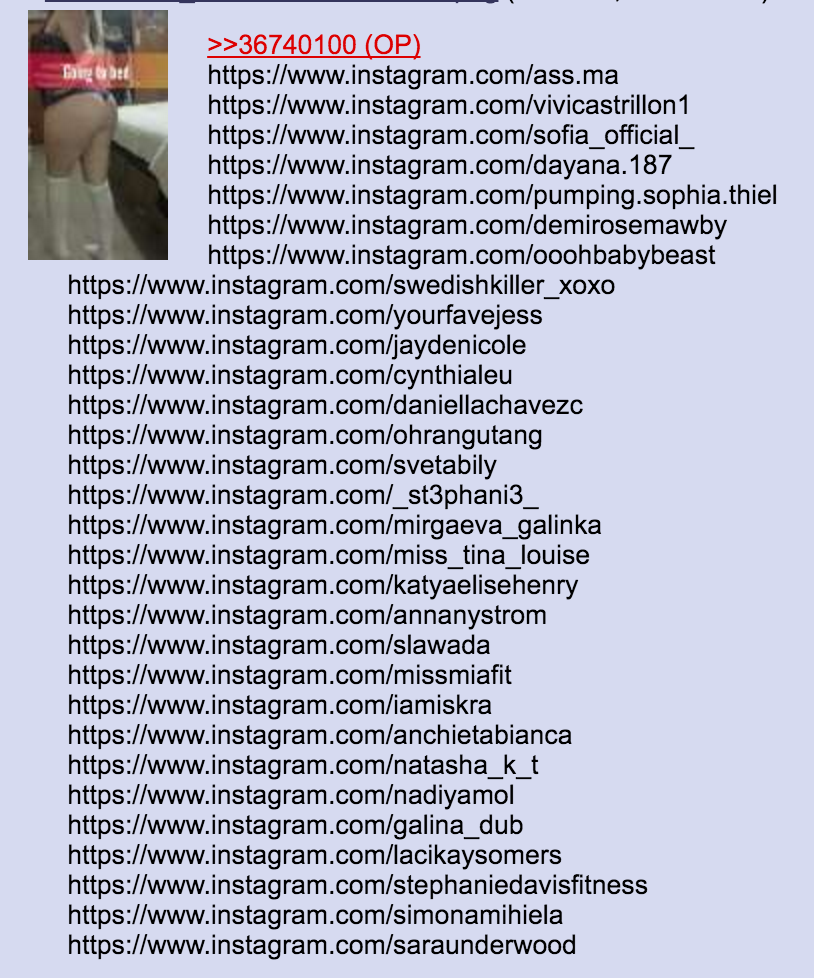 >>36740100 (OP)
Going to bed
https://www.instagram.com/ass.ma
https://www.instagram.com/vivicastrillon1
https://www.instagram.com/sofia_official_
https://www.instagram.com/dayana.187
https://www.instagram.com/pumping.sophia.thiel
https://www.instagram.com/demirosemawby
https://www.instagram.com/ooohbabybeast
https://www.instagram.com/swedishkiller_xoxo
https://www.instagram.com/yourfavejess
https://www.instagram.com/jaydenicole
https://www.instagram.com/cynthialeu
https://www.instagram.com/daniellachavezc
https://www.instagram.com/ohrangutang
https://www.instagram.com/svetabily
https://www.instagram.com/_st3phani3_
https://www.instagram.com/mirgaeva_galinka
https://www.instagram.com/miss_tina_louise
https://www.instagram.com/katyaelisehenry
https://www.instagram.com/annanystrom
https://www.instagram.com/slawada
https://www.instagram.com/missmiafit
https://www.instagram.com/iamiskra
https://www.instagram.com/anchietabianca
https://www.instagram.com/natasha_k_t
https://www.instagram.com/nadiyamol
https://www.instagram.com/galina_dub
https://www.instagram.com/lacikaysomers
https://www.instagram.com/stephaniedavisfitness
https://www.instagram.com/simonamihiela
https://www.instagram.com/saraunderwood